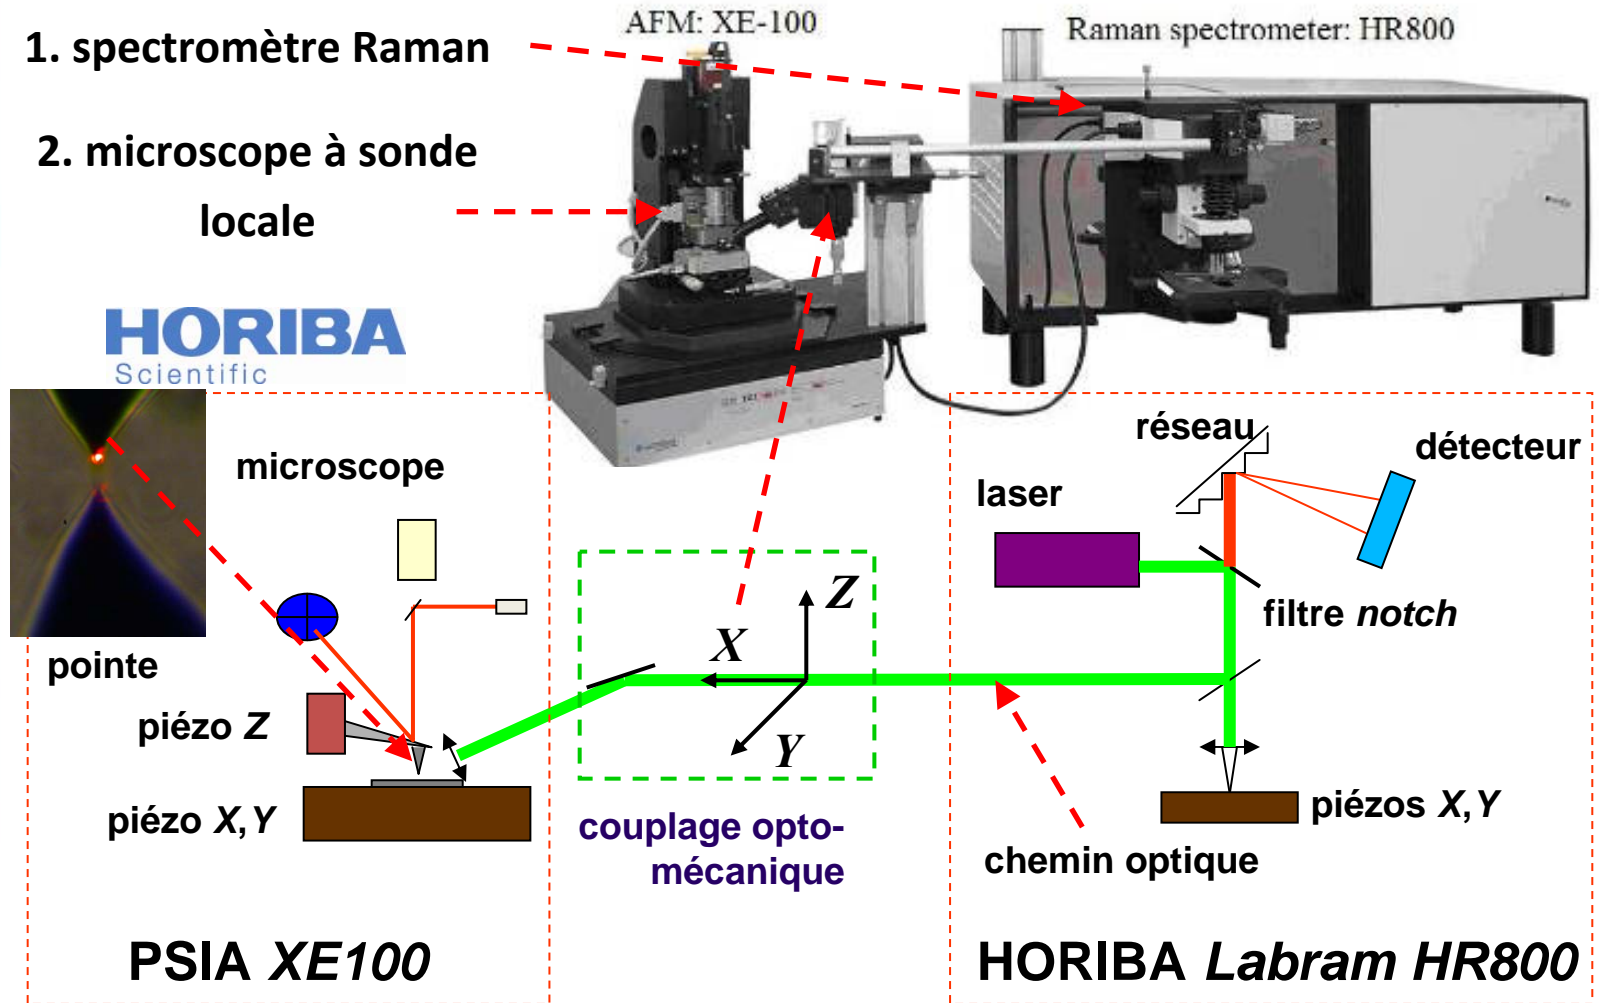 AFM: XE-100
Raman spectrometer: HR800
1. spectromètre Raman
2. microscope à sonde
locale
HORIBA
Scientific
microscope
pointe
piézo Z
piézo X,Y
PSIA XE100
Z
X
Y
couplage opto-
mécanique
réseau
détecteur
laser
filtre notch
piézos X,Y
chemin optique
HORIBA Labram HR800